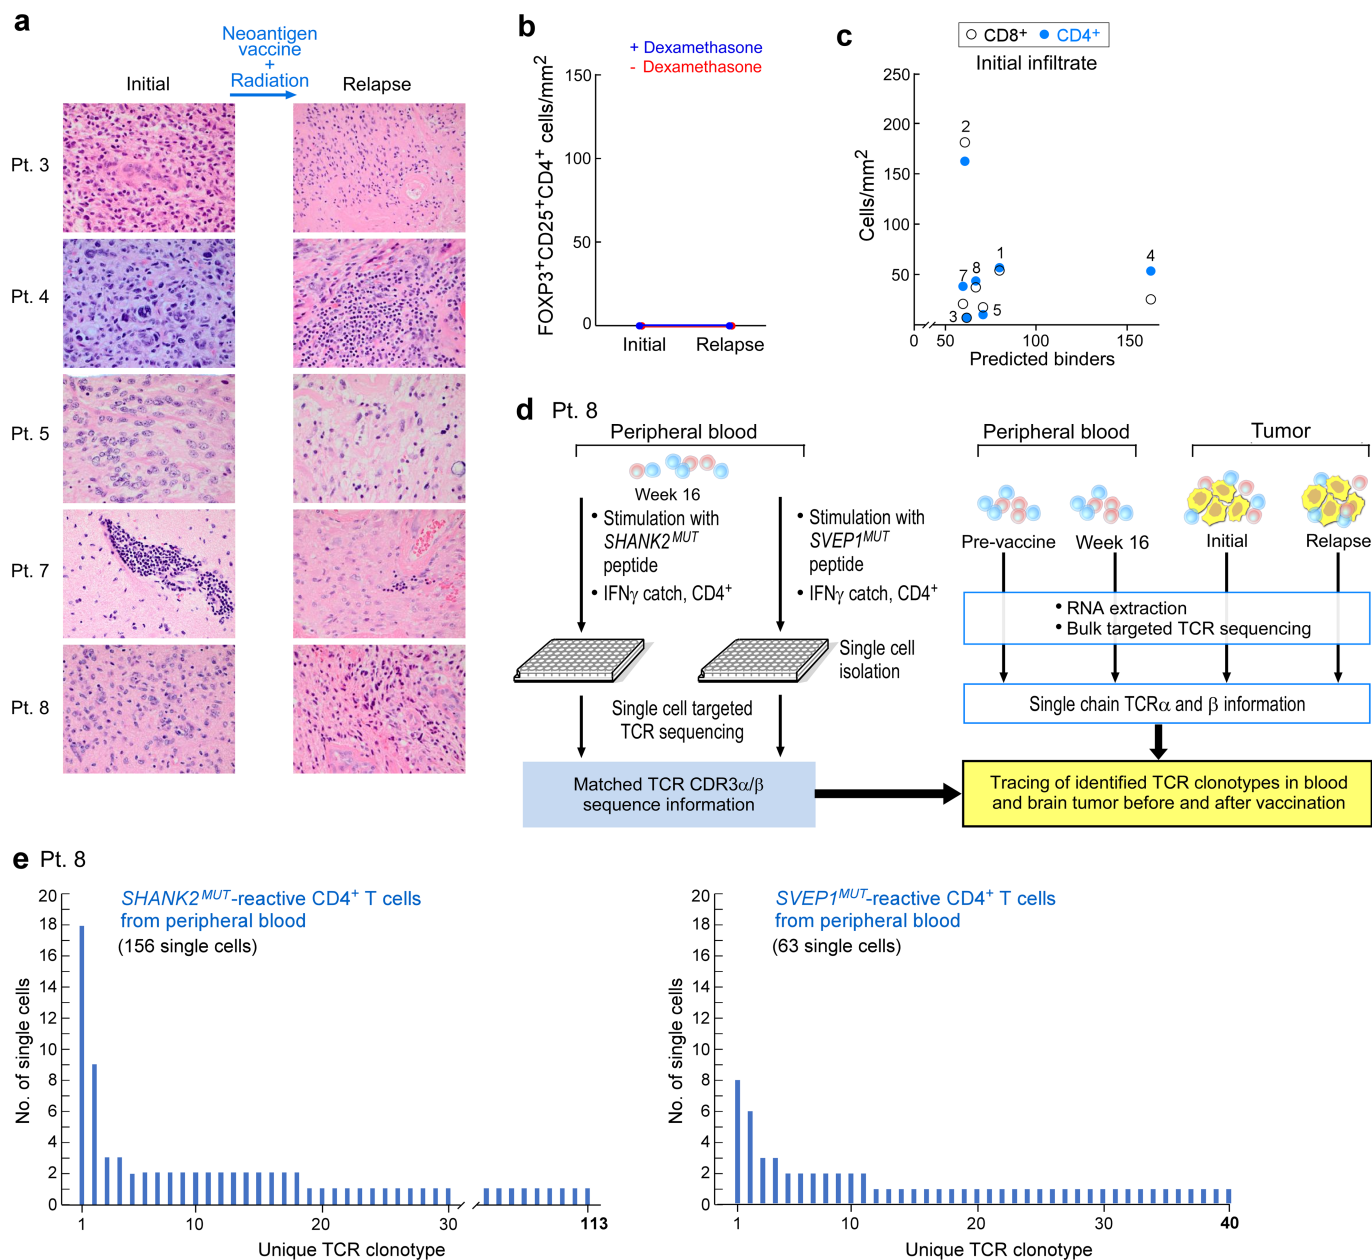 a
Neoantigen
vaccine
+
Radiation
Initial
Relapse
Pt. 3
Pt. 4
Pt. 5
Pt. 7
Pt. 8
b
+ Dexamethasone
- Dexamethasone
FOXP3⁺CD25⁺CD4⁺ cells/mm²
150
100
50
0
Initial
Relapse
c
CD8⁺
CD4⁺
Initial infiltrate
Cells/mm²
250
200
150
100
50
0
2
1
4
8
7
5
3
0
50
100
150
Predicted binders
d
Pt. 8
Peripheral blood
Week 16
• Stimulation with
SHANK2ᴹᵁᵀ
peptide
• IFNγ catch, CD4⁺
• Stimulation with
SVEP1ᴹᵁᵀ
peptide
• IFNγ catch, CD4⁺
Single cell
isolation
Single cell targeted
TCR sequencing
Matched TCR CDR3α/β
sequence information
Peripheral blood
Tumor
Pre-vaccine
Week 16
Initial
Relapse
• RNA extraction
• Bulk targeted TCR sequencing
Single chain TCRα and β information
Tracing of identified TCR clonotypes in blood
and brain tumor before and after vaccination
e
Pt. 8
SHANK2ᴹᵁᵀ-reactive CD4⁺ T cells
from peripheral blood
(156 single cells)
No. of single cells
20
18
16
14
12
10
8
6
4
2
0
1
10
20
30
113
Unique TCR clonotype
SVEP1ᴹᵁᵀ-reactive CD4⁺ T cells
from peripheral blood
(63 single cells)
No. of single cells
20
18
16
14
12
10
8
6
4
2
0
1
10
20
30
40
Unique TCR clonotype